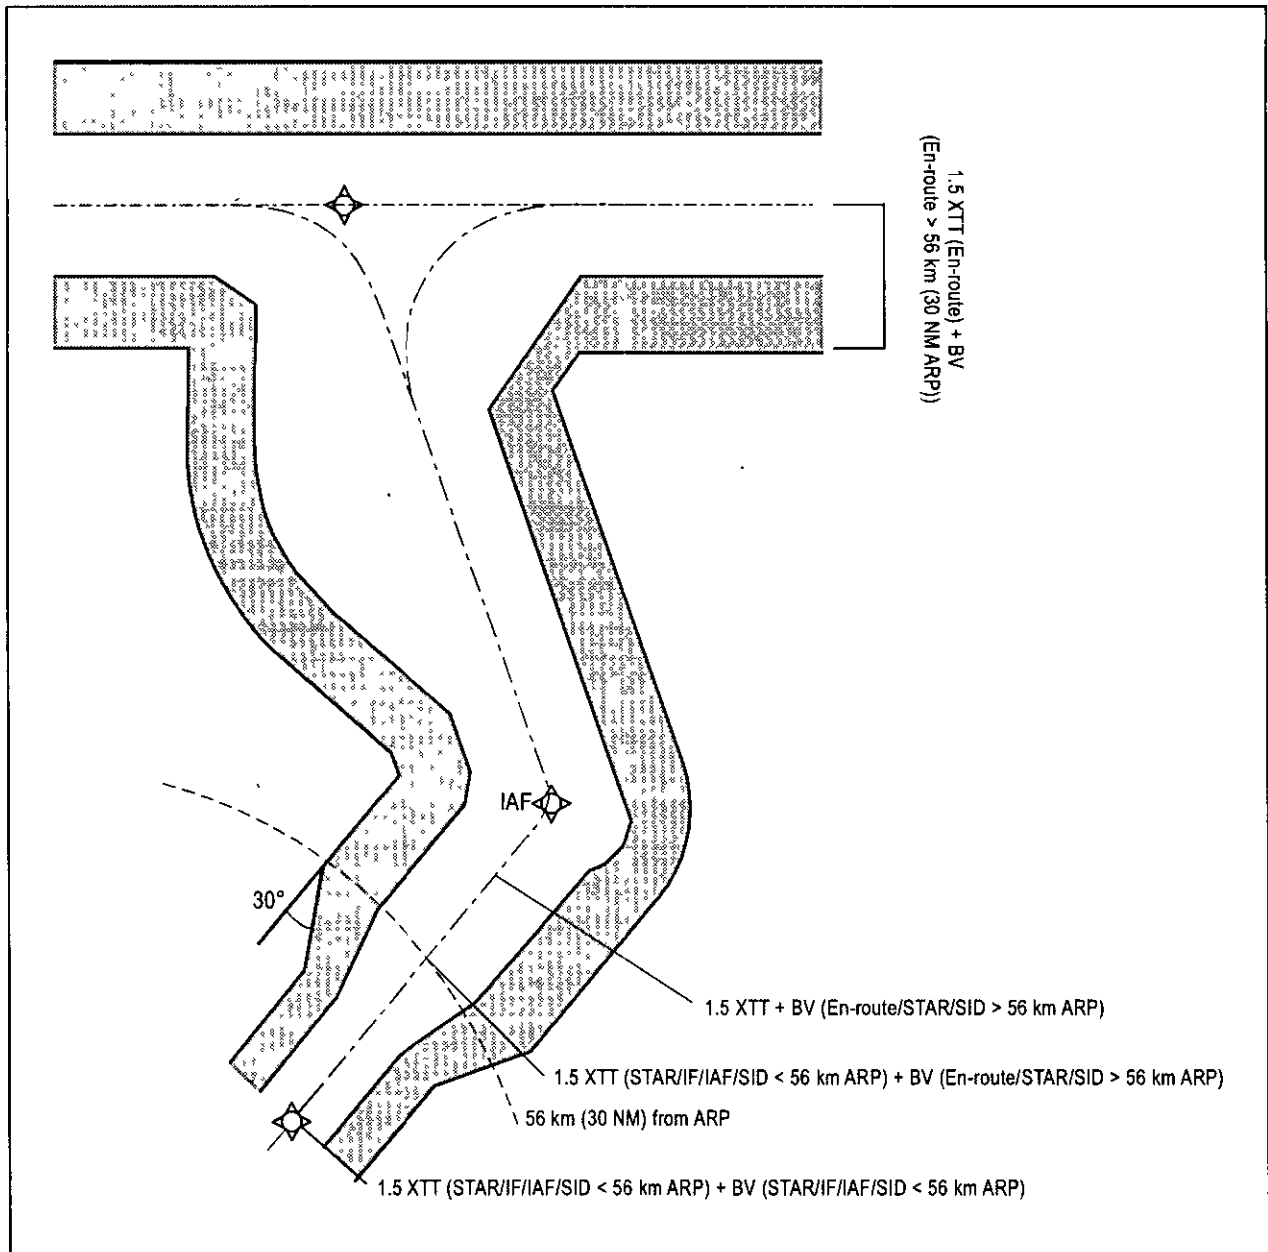 1.5 XTT (En-route) + BV
(En-route > 56 km (30 NM ARP))
IAF
30°
1.5 XTT + BV (En-route/STAR/SID > 56 km ARP)
1.5 XTT (STAR/IF/IAF/SID < 56 km ARP) + BV (En-route/STAR/SID > 56 km ARP)
56 km (30 NM) from ARP
1.5 XTT (STAR/IF/IAF/SID < 56 km ARP) + BV (STAR/IF/IAF/SID < 56 km ARP)